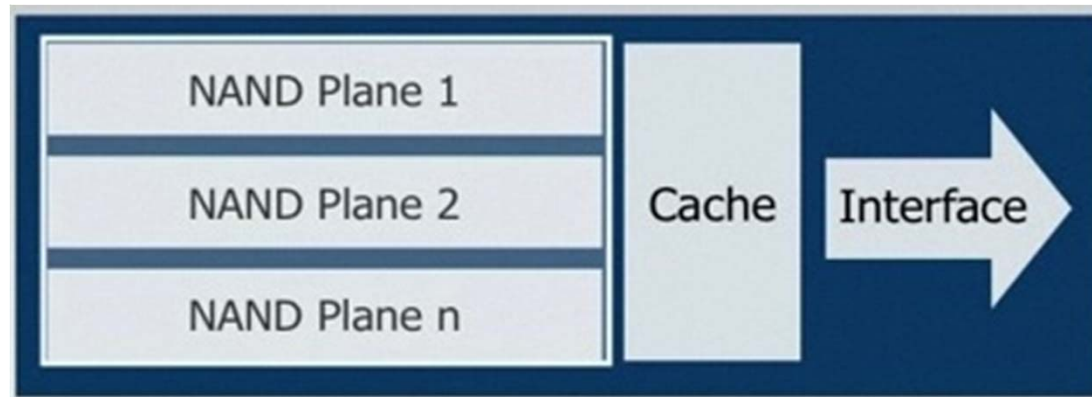 NAND Plane 1
NAND Plane 2
NAND Plane n
Cache
Interface